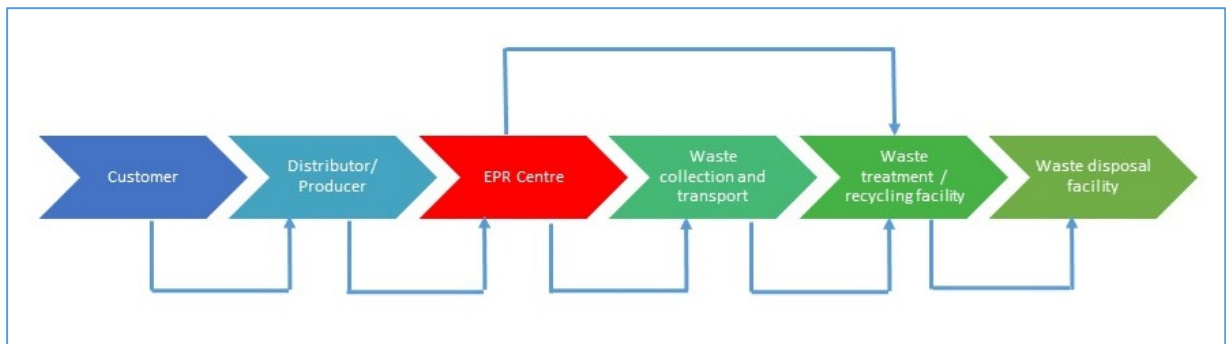 Customer
Distributor/
Producer
EPR Centre
Waste
collection and
transport
Waste
treatment /
recycling facility
Waste disposal
facility